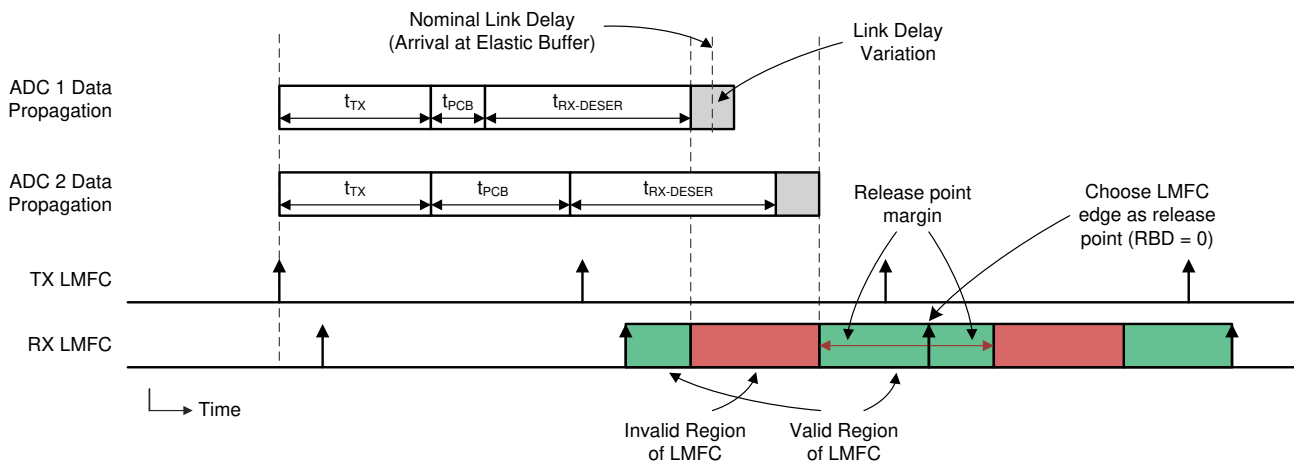 Nominal Link Delay
(Arrival at Elastic Buffer)
Link Delay
Variation
ADC 1 Data
Propagation
tTX
tPCB
tRX-DESER
ADC 2 Data
Propagation
tTX
tPCB
tRX-DESER
Release point
margin
Choose LMFC
edge as release
point (RBD = 0)
TX LMFC
RX LMFC
Time
Invalid Region
of LMFC
Valid Region
of LMFC